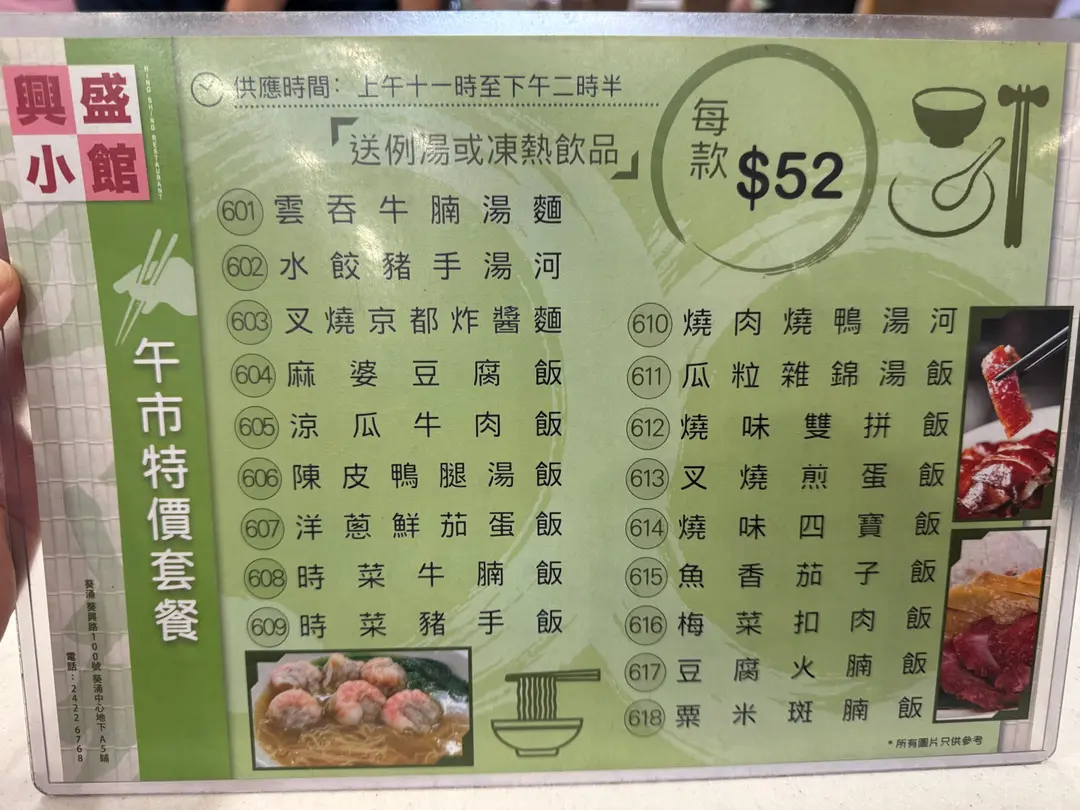 興盛
小館
HING SHING RESTAURANT
午市特價套餐
葵涌 葵興路100號 葵涌中心地下 A5鋪
電話：2422 6768
供應時間：上午十一時至下午二時半
「送例湯或凍熱飲品」
每款 $52
601 雲吞牛腩湯麵
602 水餃豬手湯河
603 叉燒京都炸醬麵
604 麻婆豆腐飯
605 涼瓜牛肉飯
606 陳皮鴨腿湯飯
607 洋蔥鮮茄蛋飯
608 時菜牛腩飯
609 時菜豬手飯
610 燒肉燒鴨湯河
611 瓜粒雜錦湯飯
612 燒味雙拼飯
613 叉燒煎蛋飯
614 燒味四寶飯
615 魚香茄子飯
616 梅菜扣肉飯
617 豆腐火腩飯
618 粟米斑腩飯
*所有圖片只供參考